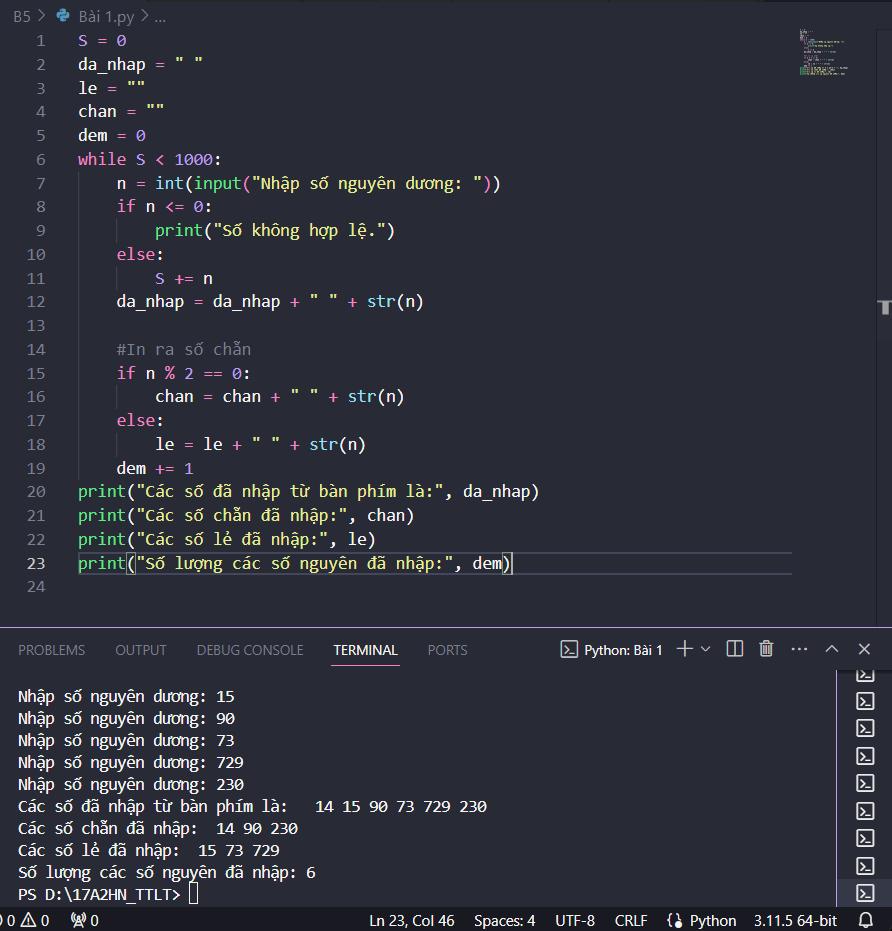 B5 > Bài 1.py > ...
1 S = 0
2 da_nhap = " "
3 le = ""
4 chan = ""
5 dem = 0
6 while S < 1000:
7     n = int(input("Nhập số nguyên dương: "))
8     if n <= 0:
9         print("Số không hợp lệ.")
10     else:
11         S += n
12     da_nhap = da_nhap + " " + str(n)
13
14     #In ra số chẵn
15     if n % 2 == 0:
16         chan = chan + " " + str(n)
17     else:
18         le = le + " " + str(n)
19     dem += 1
20 print("Các số đã nhập từ bàn phím là:", da_nhap)
21 print("Các số chẵn đã nhập:", chan)
22 print("Các số lẻ đã nhập:", le)
23 print("Số lượng các số nguyên đã nhập:", dem)
24
PROBLEMS OUTPUT DEBUG CONSOLE TERMINAL PORTS Python: Bài 1
Nhập số nguyên dương: 15
Nhập số nguyên dương: 90
Nhập số nguyên dương: 73
Nhập số nguyên dương: 729
Nhập số nguyên dương: 230
Các số đã nhập từ bàn phím là:   14 15 90 73 729 230
Các số chẵn đã nhập:  14 90 230
Các số lẻ đã nhập:  15 73 729
Số lượng các số nguyên đã nhập: 6
PS D:\17A2HN_TTLT>
0 0 0 Ln 23, Col 46 Spaces: 4 UTF-8 CRLF Python 3.11.5 64-bit